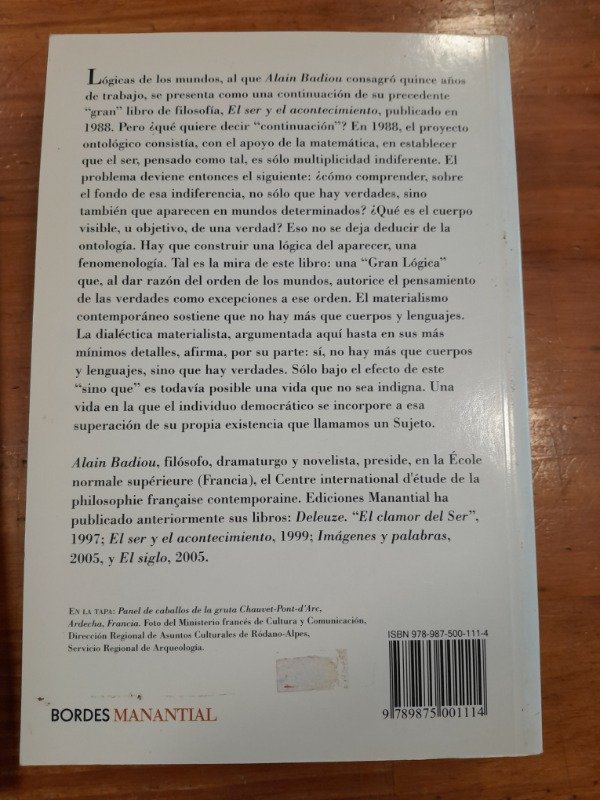 Lógicas de los mundos, al que Alain Badiou consagró quince años
de trabajo, se presenta como una continuación de su precedente
“gran” libro de filosofía, El ser y el acontecimiento, publicado en
1988. Pero ¿qué quiere decir “continuación”? En 1988, el proyecto
ontológico consistía, con el apoyo de la matemática, en establecer
que el ser, pensado como tal, es sólo multiplicidad indiferente. El
problema deviene entonces el siguiente: ¿cómo comprender, sobre
el fondo de esa indiferencia, no sólo que hay verdades, sino
también que aparecen en mundos determinados? ¿Qué es el cuerpo
visible, u objetivo, de una verdad? Eso no se deja deducir de la
ontología. Hay que construir una lógica del aparecer, una
fenomenología. Tal es la mira de este libro: una “Gran Lógica”
que, al dar razón del orden de los mundos, autorice el pensamiento
de las verdades como excepciones a ese orden. El materialismo
contemporáneo sostiene que no hay más que cuerpos y lenguajes.
La dialéctica materialista, argumentada aquí hasta en sus más
mínimos detalles, afirma, por su parte: sí, no hay más que cuerpos
y lenguajes, sino que hay verdades. Sólo bajo el efecto de este
“sino que” es todavía posible una vida que no sea indigna. Una
vida en la que el individuo democrático se incorpore a esa
superación de su propia existencia que llamamos un Sujeto.
Alain Badiou, filósofo, dramaturgo y novelista, preside, en la École
normale supérieure (Francia), el Centre international d'étude de la
philosophie française contemporaine. Ediciones Manantial ha
publicado anteriormente sus libros: Deleuze. “El clamor del Ser”,
1997; El ser y el acontecimiento, 1999; Imágenes y palabras,
2005, y El siglo, 2005.
EN LA TAPA: Panel de caballos de la gruta Chauvet-Pont-d'Arc,
Ardecha, Francia. Foto del Ministerio francés de Cultura y Comunicación,
Dirección Regional de Asuntos Culturales de Ródano-Alpes,
Servicio Regional de Arqueología.
ISBN 978-987-500-111-4
9 789875 001114
BORDES MANANTIAL